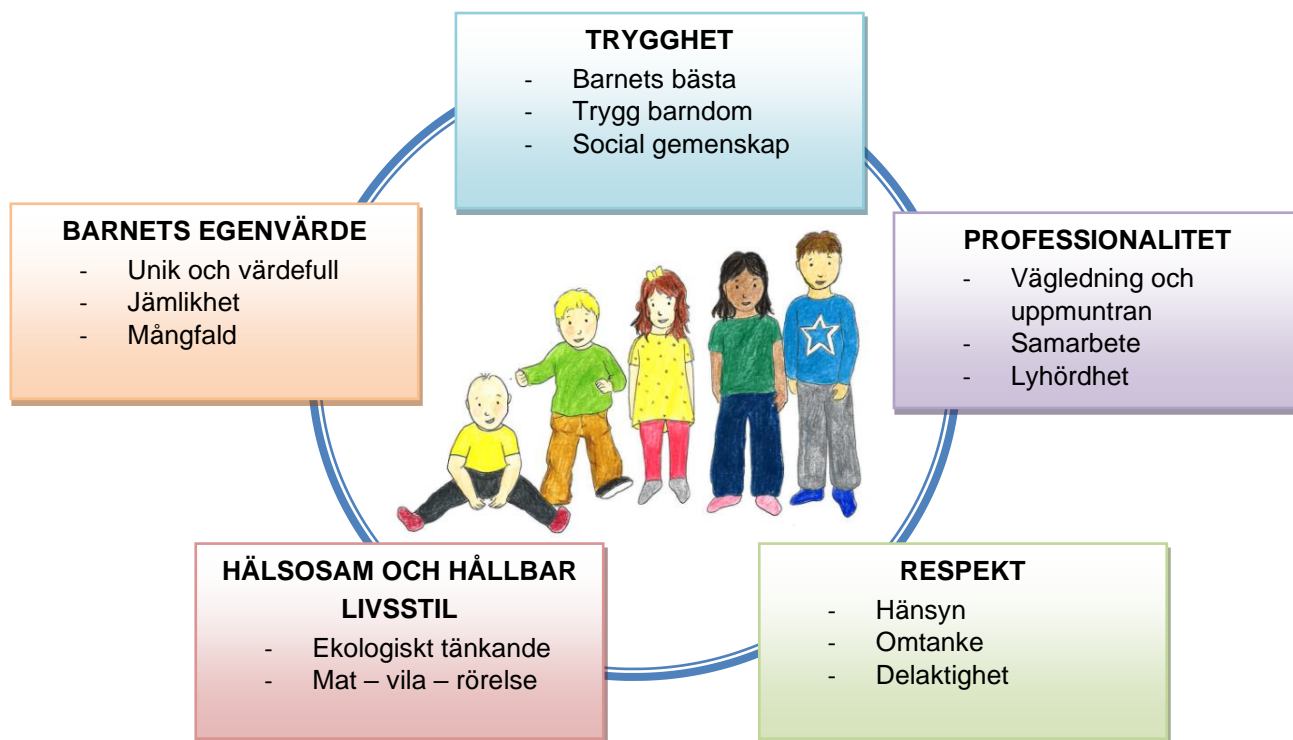 TRYGGHET
- Barnets bästa
- Trygg barndom
- Social gemenskap
BARNETS EGENVÄRDE
- Unik och värdefull
- Jämlikhet
- Mångfald
PROFESSIONALITET
- Vägledning och
uppmuntran
- Samarbete
- Lyhördhet
HÄLSOSAM OCH HÅLLBAR
LIVSSTIL
- Ekologiskt tänkande
- Mat – vila – rörelse
RESPEKT
- Hänsyn
- Omtanke
- Delaktighet